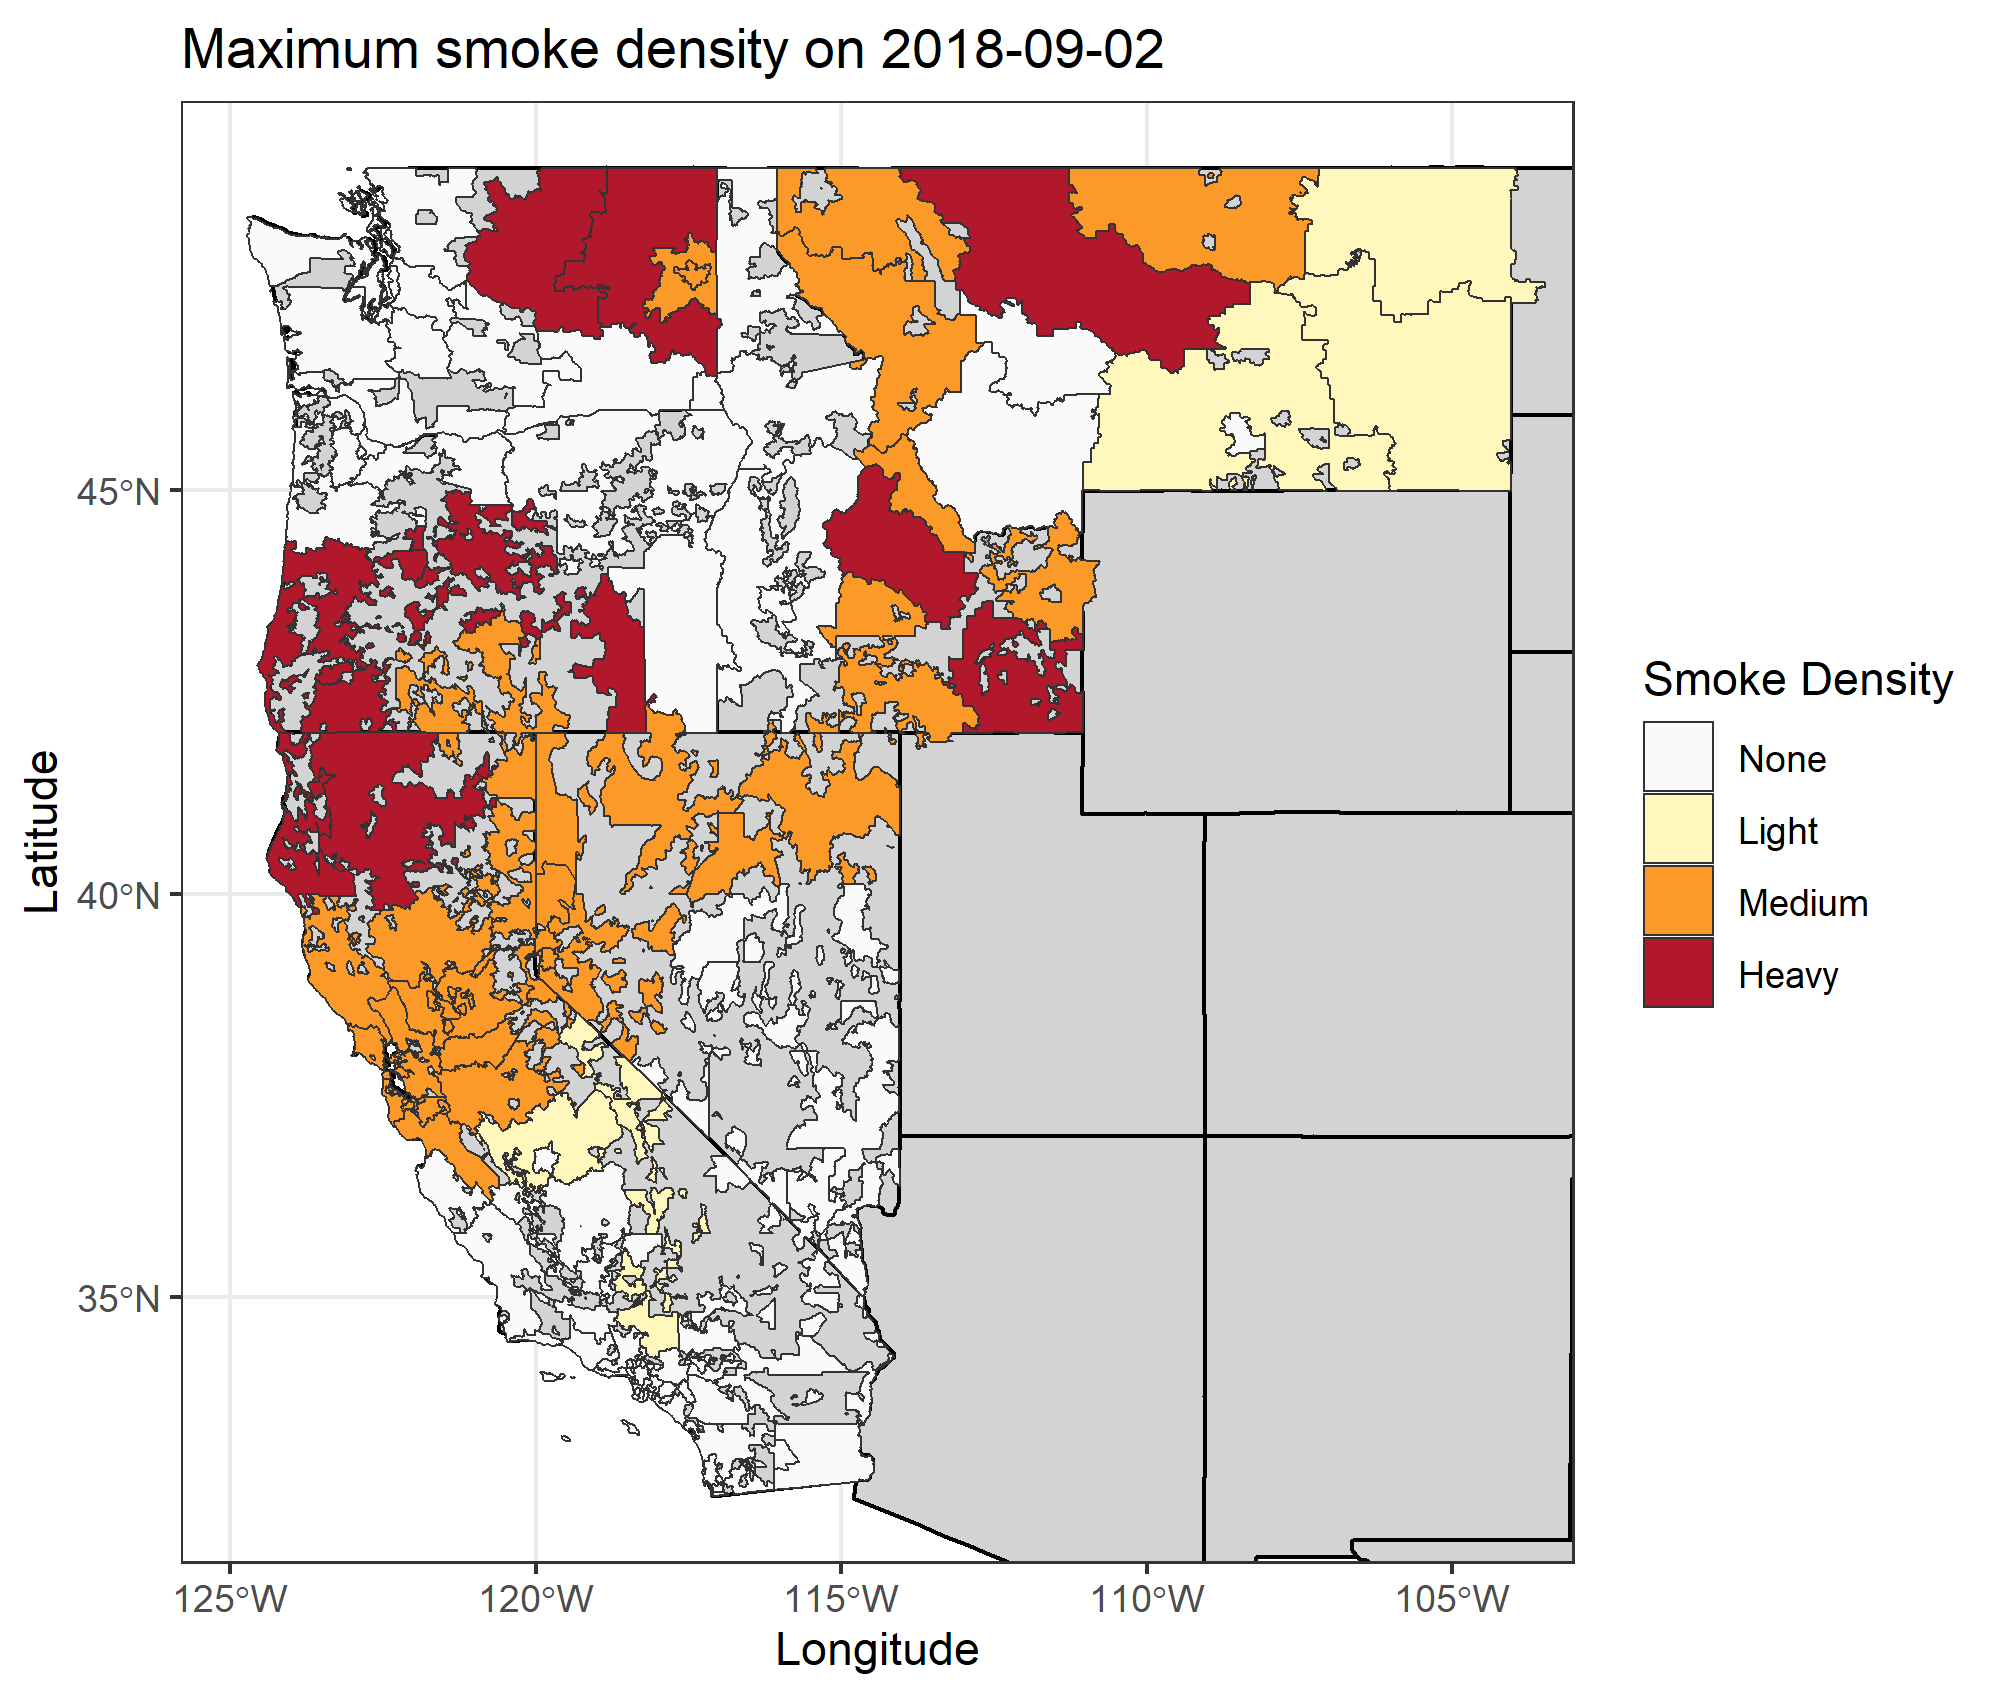 Maximum smoke density on 2018-09-02
Latitude
45°N
40°N
35°N
125°W
120°W
115°W
110°W
105°W
Longitude
Smoke Density
None
Light
Medium
Heavy